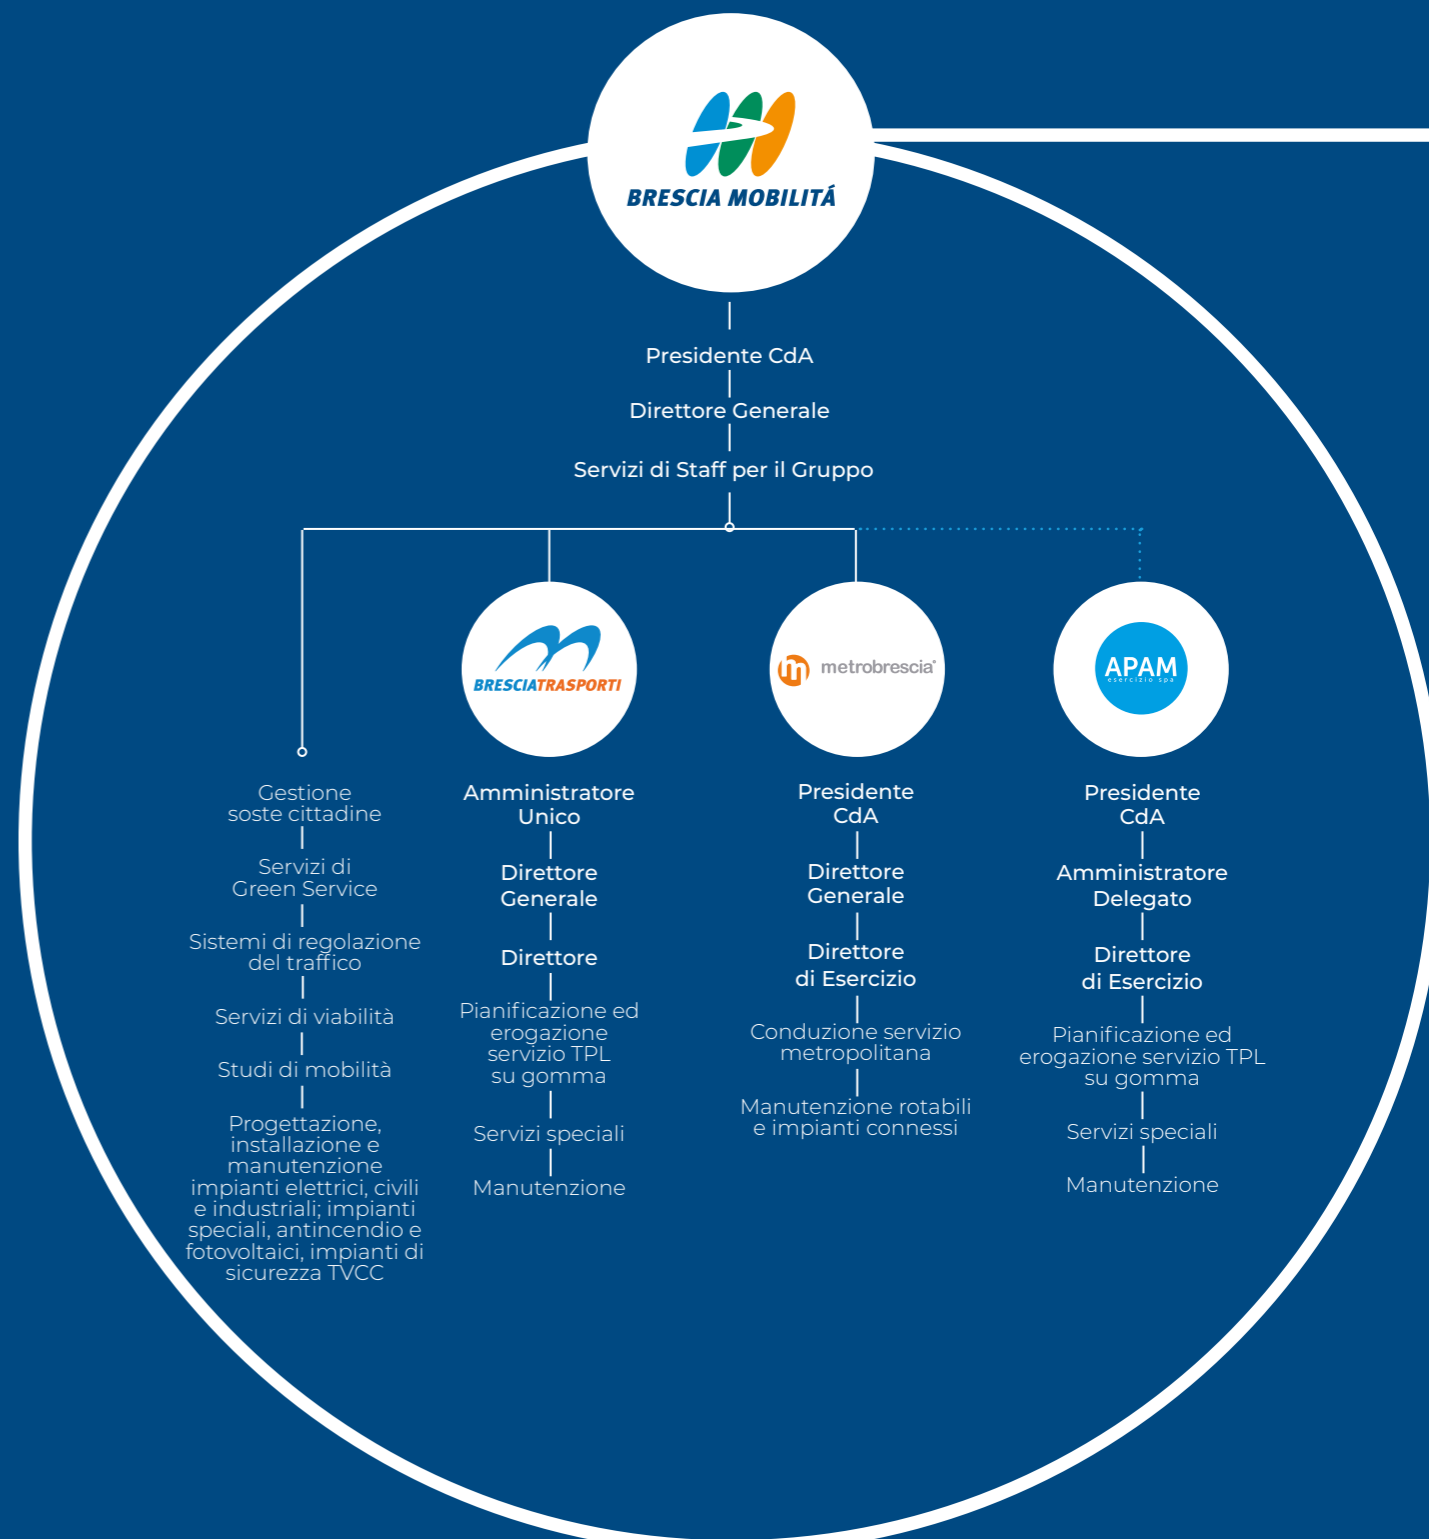 BRESCIA MOBILITÁ
Presidente CdA
Direttore Generale
Servizi di Staff per il Gruppo
Gestione
soste cittadine
Servizi di
Green Service
Sistemi di regolazione
del traffico
Servizi di viabilità
Studi di mobilità
Progettazione,
installazione e
manutenzione
impianti elettrici, civili
e industriali; impianti
speciali, antincendio e
fotovoltaici, impianti di
sicurezza TVCC
BRESCIATRASPORTI
Amministratore
Unico
Direttore
Generale
Direttore
Pianificazione ed
erogazione
servizio TPL
su gomma
Servizi speciali
Manutenzione
m metrobrescia
Presidente
CdA
Direttore
Generale
Direttore
di Esercizio
Conduzione servizio
metropolitana
Manutenzione rotabili
e impianti connessi
APAM
esercizio spa
Presidente
CdA
Amministratore
Delegato
Direttore
di Esercizio
Pianificazione ed
erogazione servizio TPL
su gomma
Servizi speciali
Manutenzione